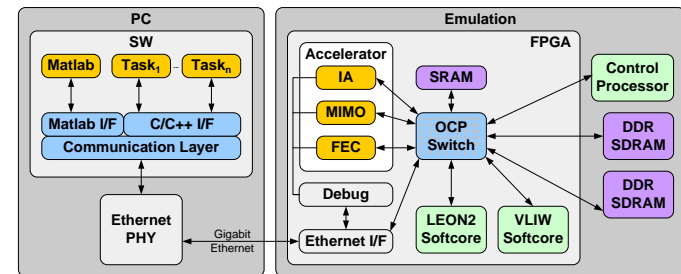 PC
Emulation
SW
FPGA
Matlab
Task1
...
Taskn
Accelerator
IA
MIMO
FEC
SRAM
Control
Processor
Matlab I/F
C/C++ I/F
Communication Layer
OCP
Switch
DDR
SDRAM
DDR
SDRAM
Ethernet
PHY
Gigabit
Ethernet
Debug
Ethernet I/F
LEON2
Softcore
VLIW
Softcore